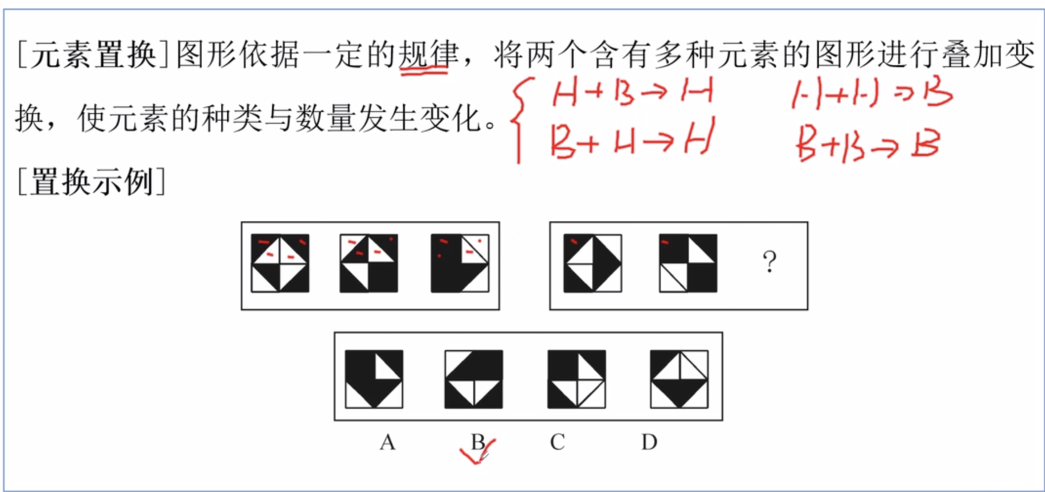 [元素置换]图形依据一定的规律，将两个含有多种元素的图形进行叠加变
换，使元素的种类与数量发生变化。
H+B→H H+H⇒B
B+H→H B+B⇒B
[置换示例]
?
A B C D